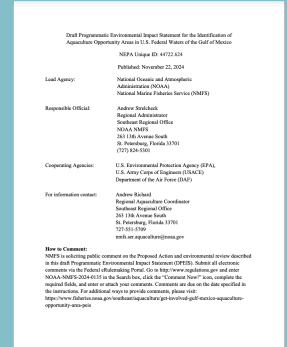 Draft Programmatic Environmental Impact Statement for the Identification of
Aquaculture Opportunity Areas in U.S. Federal Waters of the Gulf of Mexico
NEPA Unique ID: 44722.624
Published: November 22, 2024
Lead Agency: National Oceanic and Atmospheric
Administration (NOAA)
National Marine Fisheries Service (NMFS)
Responsible Official: Andrew Strelcheck
Regional Administrator
Southeast Regional Office
NOAA NMFS
263 13th Avenue South
St. Petersburg, Florida 33701
(727) 824-5301
Cooperating Agencies: U.S. Environmental Protection Agency (EPA),
U.S. Army Corps of Engineers (USACE)
Department of the Air Force (DAF)
For information contact: Andrew Richard
Regional Aquaculture Coordinator
Southeast Regional Office
263 13th Avenue South
St. Petersburg, Florida 33701
727-551-5709
nmfs.ser.aquaculture@noaa.gov
How to Comment:
NMFS is soliciting public comment on the Proposed Action and environmental review described
in this draft Programmatic Environmental Impact Statement (DPEIS). Submit all electronic
comments via the Federal eRulemaking Portal. Go to http://www.regulations.gov and enter
NOAA-NMFS-2024-0135 in the Search box, click the “Comment Now!” icon, complete the
required fields, and enter or attach your comments. Comments are due on the date specified in
the instructions. For additional ways to provide comments, please visit:
https://www.fisheries.noaa.gov/southeast/aquaculture/get-involved-gulf-mexico-aquaculture-
opportunity-area-peis